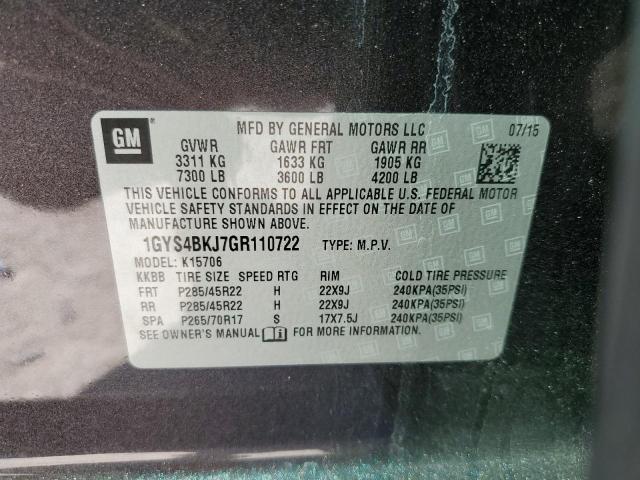 GM
MFD BY GENERAL MOTORS LLC 07/15
GVWR GAWR FRT GAWR RR
3311 KG 1633 KG 1905 KG
7300 LB 3600 LB 4200 LB
THIS VEHICLE CONFORMS TO ALL APPLICABLE U.S. FEDERAL MOTOR
VEHICLE SAFETY STANDARDS IN EFFECT ON THE DATE OF
MANUFACTURE SHOWN ABOVE.
1GYS4BKJ7GR110722 TYPE: M.P.V.
MODEL: K15706
KKBB TIRE SIZE SPEED RTG RIM COLD TIRE PRESSURE
FRT P285/45R22 H 22X9J 240KPA(35PSI)
RR P285/45R22 H 22X9J 240KPA(35PSI)
SPA P265/70R17 S 17X7.5J 240KPA(35PSI)
SEE OWNER'S MANUAL FOR MORE INFORMATION.